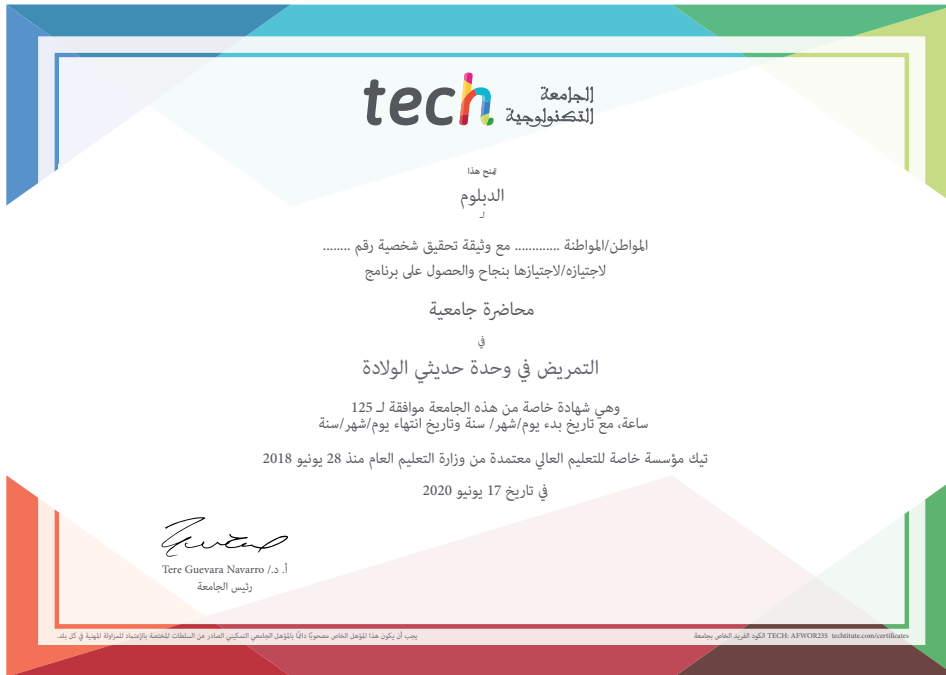 tech الجامعة
التكنولوجية
يمنح هذا
الدبلوم
لـ
المواطن/المواطنة ............ مع وثيقة تحقيق شخصية رقم ........
لاجتيازه/لاجتيازها بنجاح والحصول على برنامج
محاضرة جامعية
في
التمريض في وحدة حديثي الولادة
وهي شهادة خاصة من هذه الجامعة موافقة لـ 125
ساعة، مع تاريخ بدء يوم/شهر/ سنة وتاريخ انتهاء يوم/شهر/سنة
تيك مؤسسة خاصة للتعليم العالي معتمدة من وزارة التعليم العام منذ 28 يونيو 2018
في تاريخ 17 يونيو 2020
أ. د./ Tere Guevara Navarro
رئيس الجامعة
يجب أن يكون هذا المؤهل الخاص مصحوبًا دائمًا بالمؤهل الجامعي التمكيني الصادر عن السلطات المختصة بالإعتماد للمزاولة المهنية في كل بلد.
الكود الفريد الخاص بجامعة TECH: AFWOR23S techtitute.com/certificates